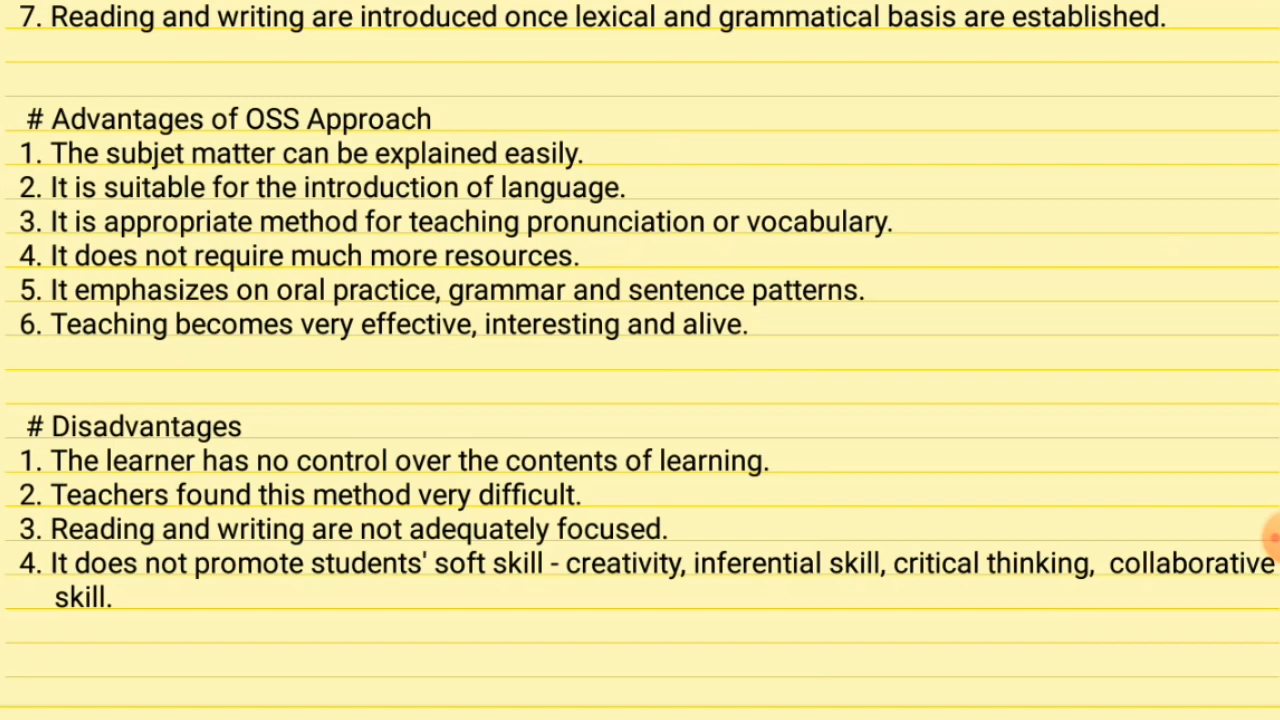 7. Reading and writing are introduced once lexical and grammatical basis are established.
# Advantages of OSS Approach
1. The subjet matter can be explained easily.
2. It is suitable for the introduction of language.
3. It is appropriate method for teaching pronunciation or vocabulary.
4. It does not require much more resources.
5. It emphasizes on oral practice, grammar and sentence patterns.
6. Teaching becomes very effective, interesting and alive.
# Disadvantages
1. The learner has no control over the contents of learning.
2. Teachers found this method very difficult.
3. Reading and writing are not adequately focused.
4. It does not promote students' soft skill - creativity, inferential skill, critical thinking,  collaborative
skill.